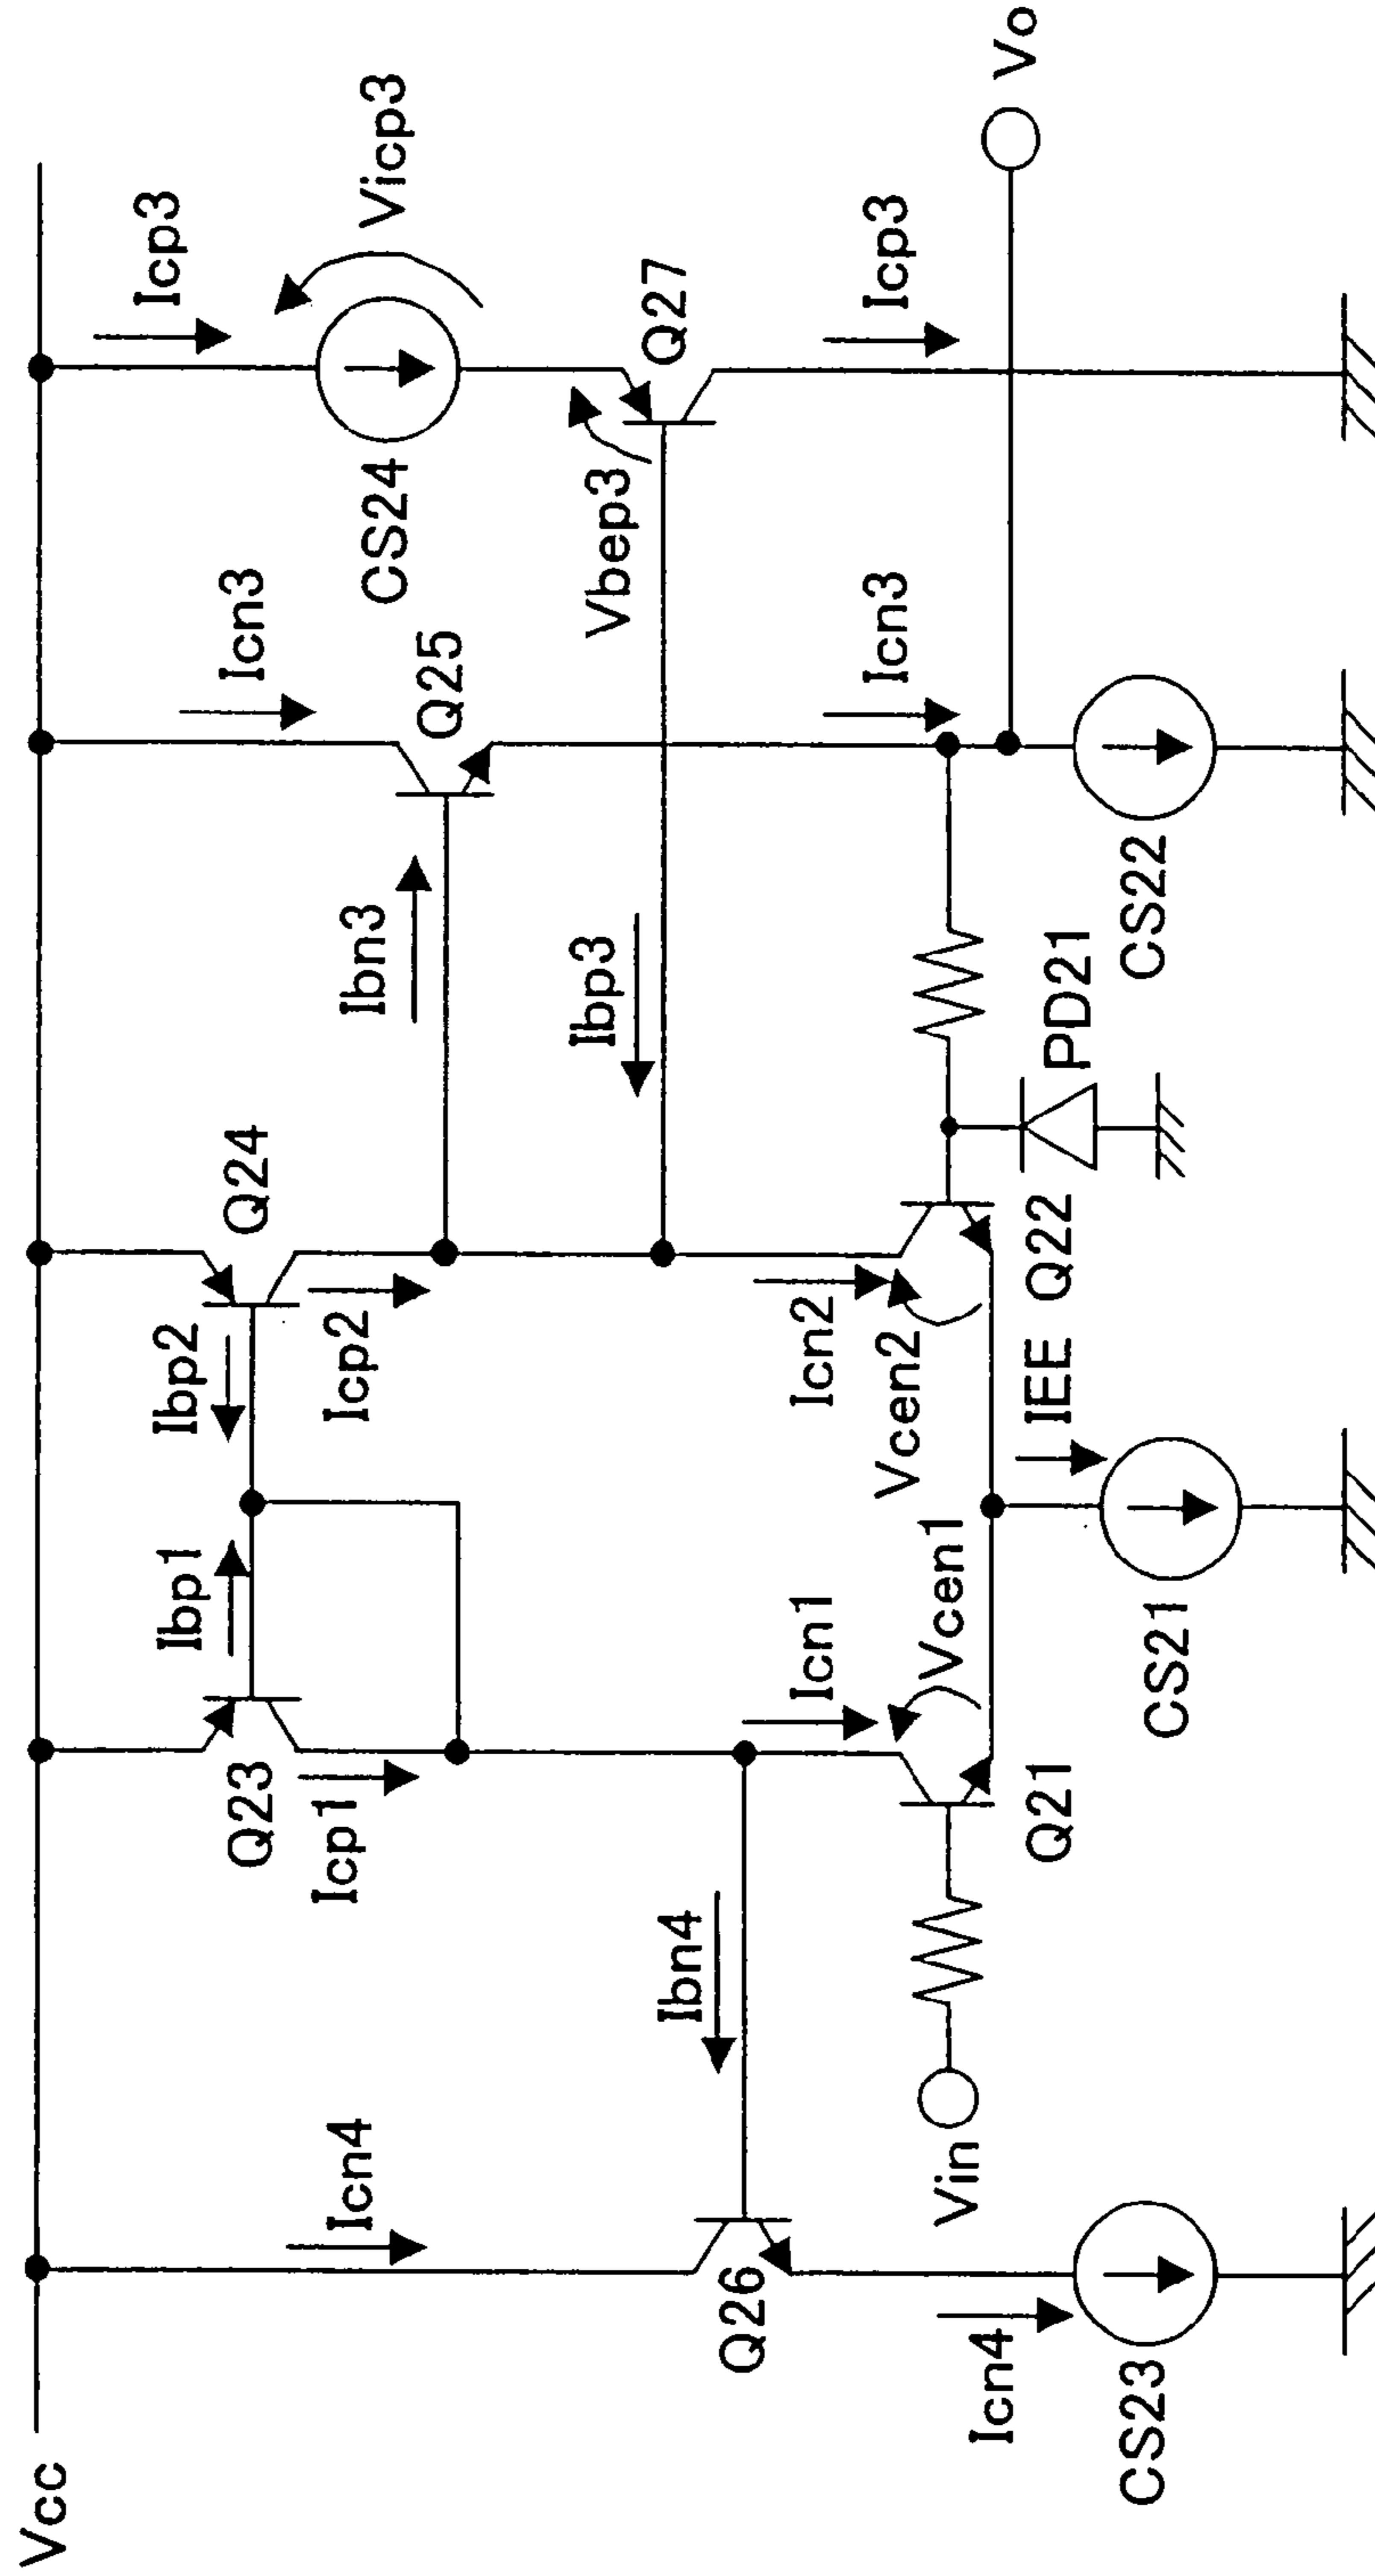 Vcc
Icn4
Q26
Icn4
CS23
Ibn4
Vin
Q23
Icp1
Ibp1
Ibp2
Q24
Icp2
Icn1
Vcen1
Q21
CS21
IEE
Icn2
Vcen2
Q22
PD21
Ibn3
Ibp3
Icn3
Q25
Icn3
CS22
Icp3
Vicp3
CS24
Vbep3
Q27
Icp3
Vo